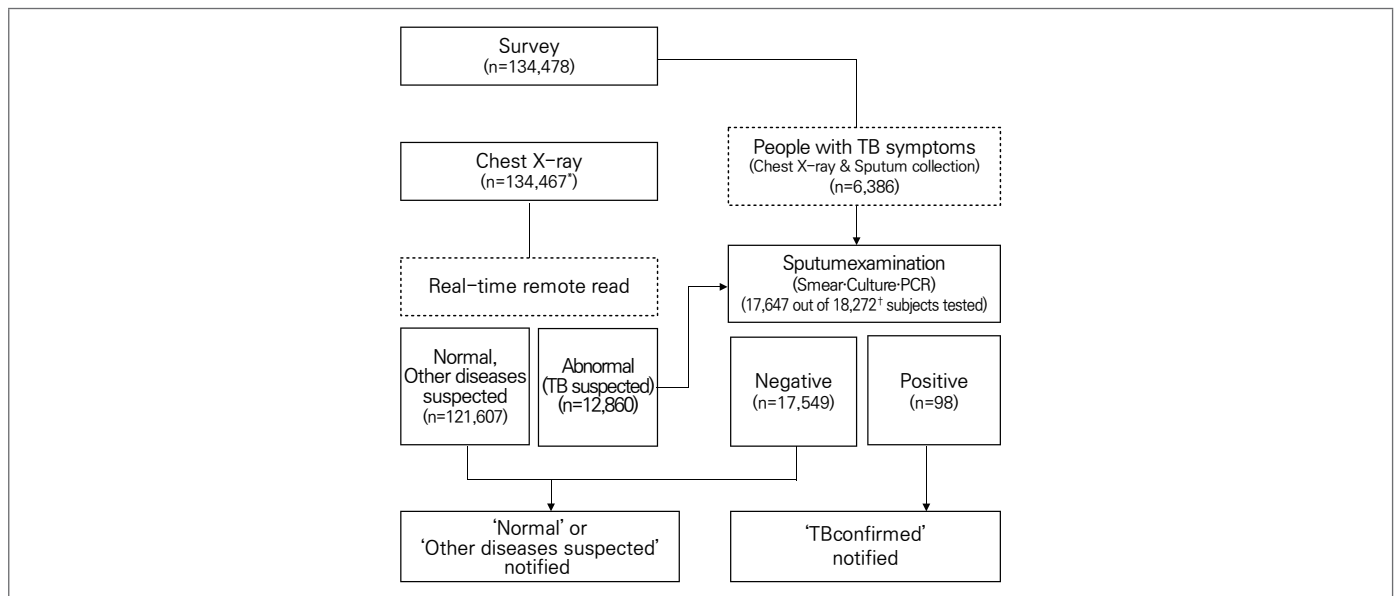 Survey
(n=134,478)
People with TB symptoms
(Chest X-ray & Sputum collection)
(n=6,386)
Chest X-ray
(n=134,467*)
Real-time remote read
Sputumexamination
(Smear·Culture·PCR)
(17,647 out of 18,272† subjects tested)
Normal,
Other diseases
suspected
(n=121,607)
Abnormal
(TB suspected)
(n=12,860)
Negative
(n=17,549)
Positive
(n=98)
‘Normal’ or
‘Other diseases suspected’
notified
‘TBconfirmed’
notified